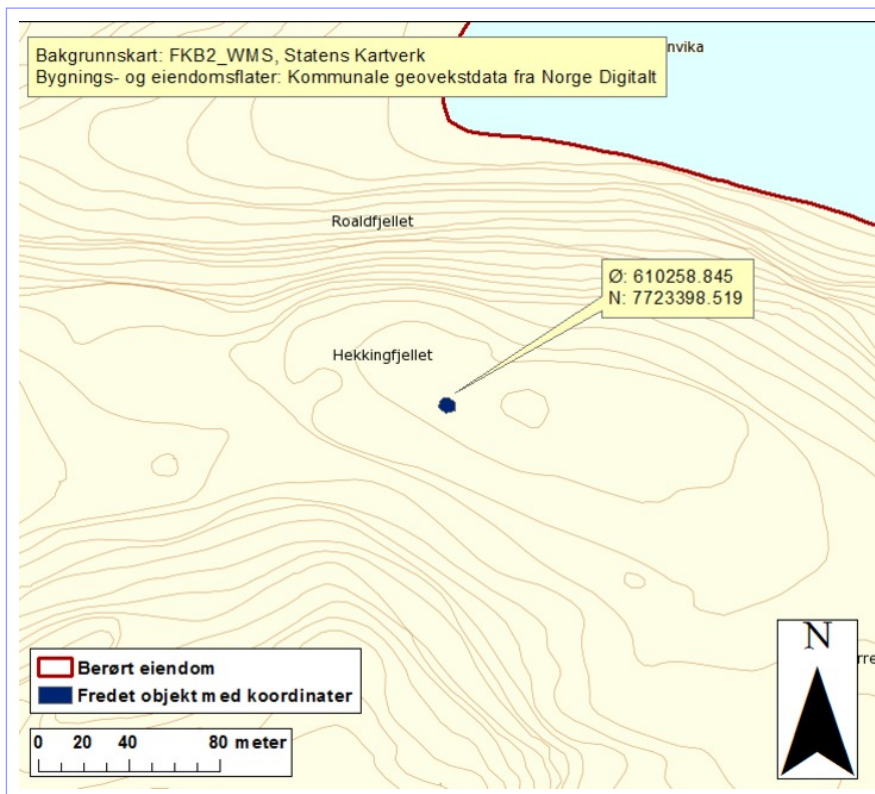 Bakgrunnskart: FKB2_WMS, Statens Kartverk
Bygnings- og eiendomsflater: Kommunale geovekstdata fra Norge Digitalt
nvika
Roaldfjellet
Ø: 610258.845
N: 7723398.519
Hekkingfjellet
N
rre
Berørt eiendom
Fredet objekt med koordinater
0 20 40 80 meter